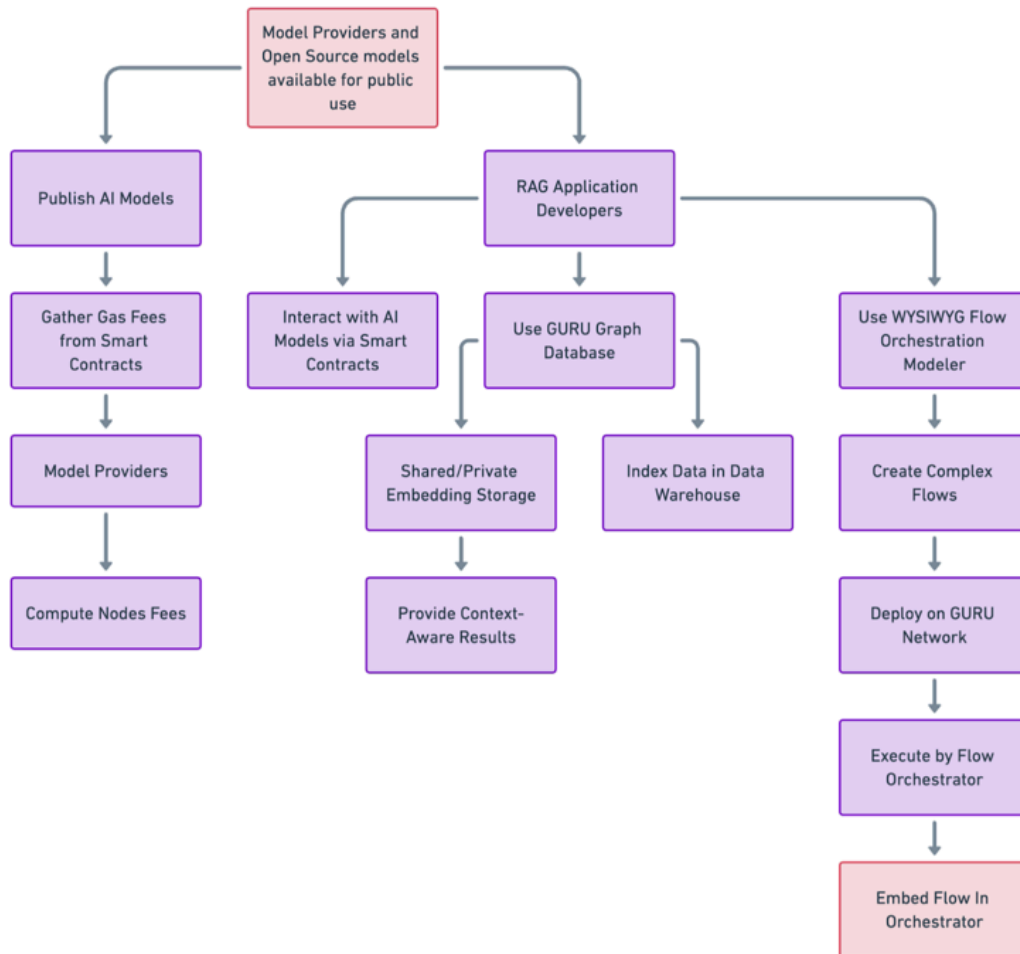 Model Providers and
Open Source models
available for public
use
Publish AI Models
RAG Application
Developers
Gather Gas Fees
from Smart
Contracts
Interact with AI
Models via Smart
Contracts
Use GURU Graph
Database
Use WYSIWYG Flow
Orchestration
Modeler
Model Providers
Shared/Private
Embedding Storage
Index Data in Data
Warehouse
Create Complex
Flows
Compute Nodes Fees
Provide Context-
Aware Results
Deploy on GURU
Network
Execute by Flow
Orchestrator
Embed Flow In
Orchestrator